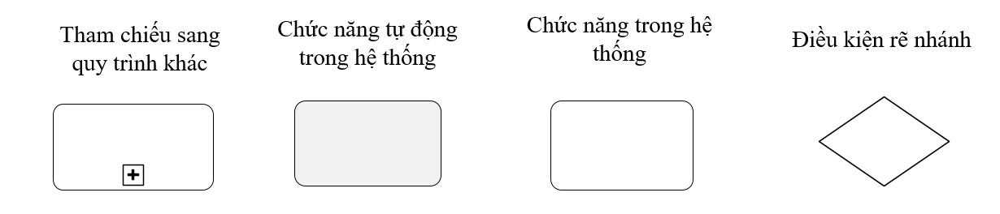 Tham chiếu sang
quy trình khác
Chức năng tự động
trong hệ thống
Chức năng trong hệ
thống
Điều kiện rẽ nhánh